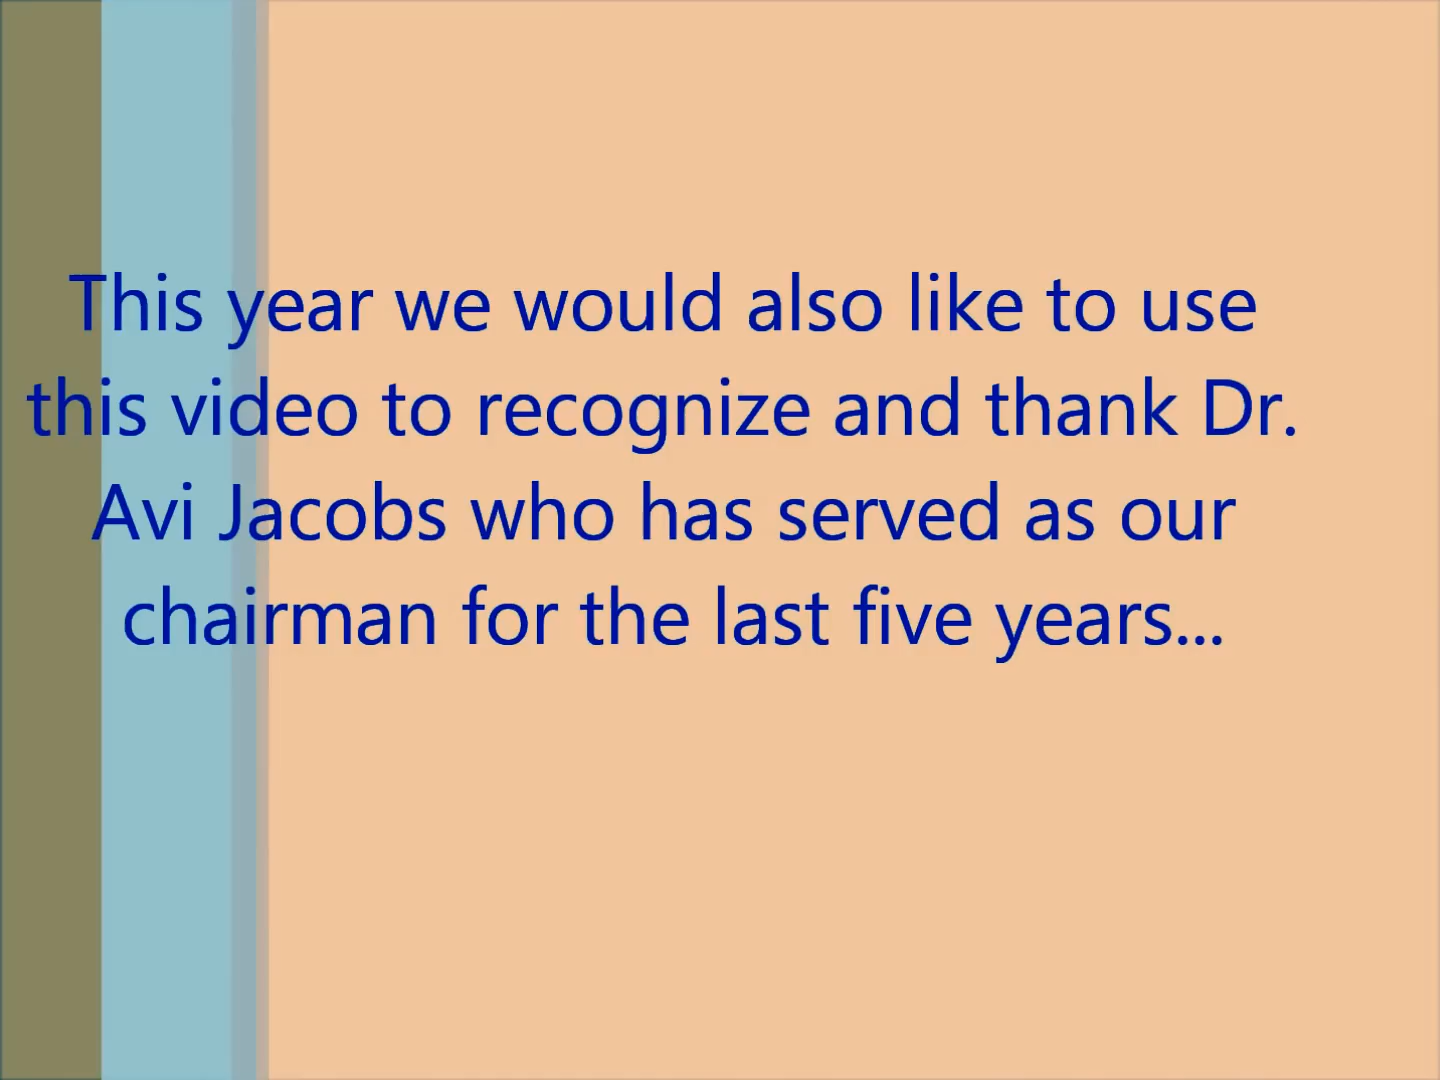 This year we would also like to use
this video to recognize and thank Dr.
Avi Jacobs who has served as our
chairman for the last five years...